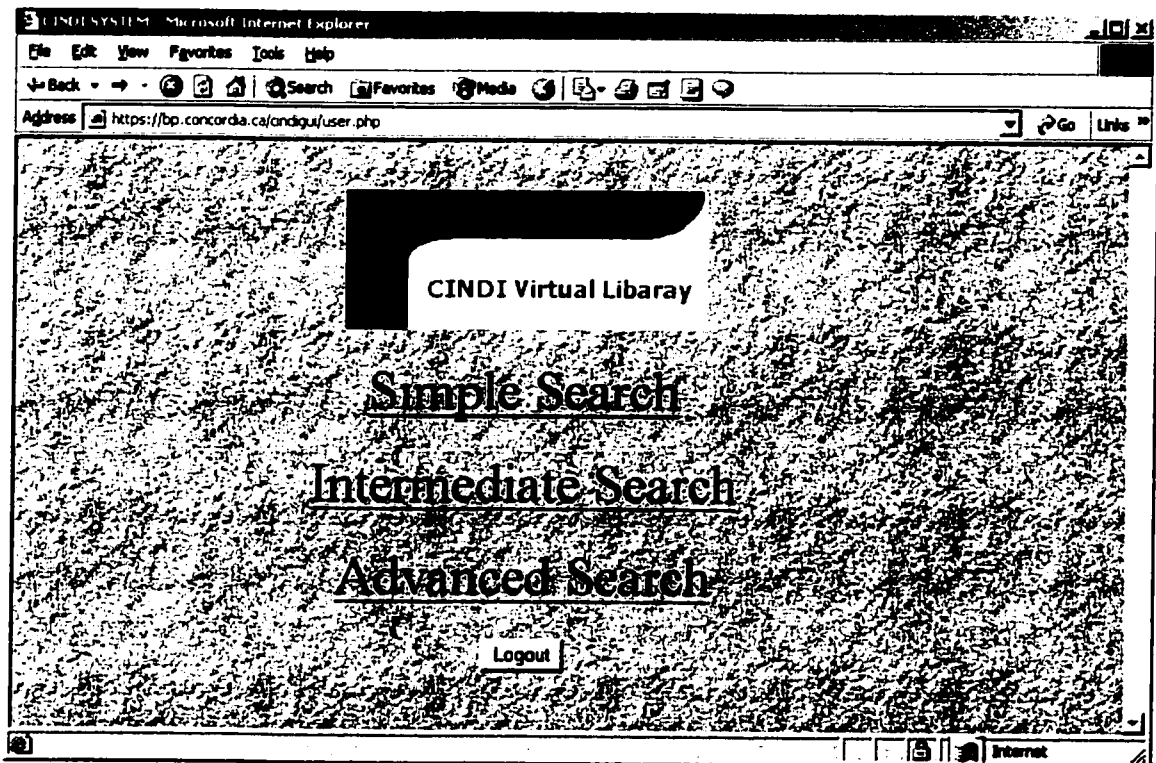 CINDI SYSTEM - Microsoft Internet Explorer
File Edit View Favorites Tools Help
Back Search Favorites Media
Address https://bp.concordia.ca/cindigui/user.php Go Links »
CINDI Virtual Libaray
Simple Search
Intermediate Search
Advanced Search
Logout
Internet